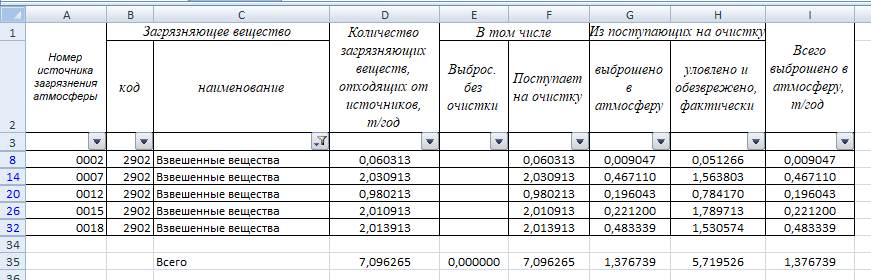 A B C D E F G H I
1 Загрязняющее вещество Количество загрязняющих веществ, отходящих от источников, т/год В том числе Из поступающих на очистку Всего выброшено в атмосферу, т/год
2 Номер источника загрязнения атмосферы код наименование Выброс. без очистки Поступает на очистку выброшено в атмосферу уловлено и обезврежено, фактически
3
8 0002 2902 Взвешенные вещества 0,060313 0,060313 0,009047 0,051266 0,009047
14 0007 2902 Взвешенные вещества 2,030913 2,030913 0,467110 1,563803 0,467110
20 0012 2902 Взвешенные вещества 0,980213 0,980213 0,196043 0,784170 0,196043
26 0015 2902 Взвешенные вещества 2,010913 2,010913 0,221200 1,789713 0,221200
32 0018 2902 Взвешенные вещества 2,013913 2,013913 0,483339 1,530574 0,483339
34
35 Всего 7,096265 0,000000 7,096265 1,376739 5,719526 1,376739
36